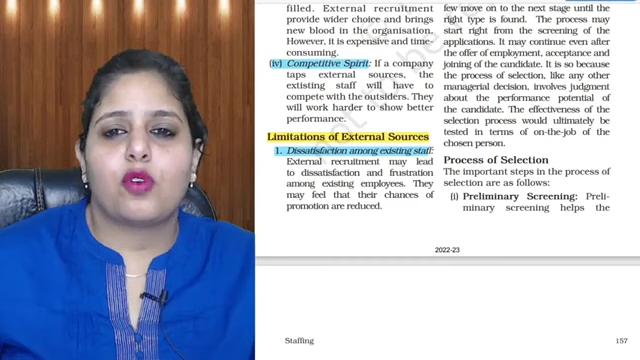 filled. External recruitment
provide wider choice and brings
new blood in the organisation.
However, it is expensive and time-
consuming.
(iv) Competitive Spirit: If a company
taps external sources, the
extisting staff will have to
compete with the outsiders. They
will work harder to show better
performance.
Limitations of External Sources
1. Dissatisfaction among existing staff:
External recruitment may lead
to dissatisfaction and frustration
among existing employees. They
may feel that their chances of
promotion are reduced.
few move on to the next stage until the
right type is found. The process may
start right from the screening of the
applications. It may continue even after
the offer of employment, acceptance and
joining of the candidate. It is so because
the process of selection, like any other
managerial decision, involves judgment
about the performance potential of
the candidate. The effectiveness of the
selection process would ultimately be
tested in terms of on-the-job of the
chosen person.
Process of Selection
The important steps in the process of
selection are as follows:
(i) Preliminary Screening: Preli-
minary screening helps the
2022-23
Staffing 157